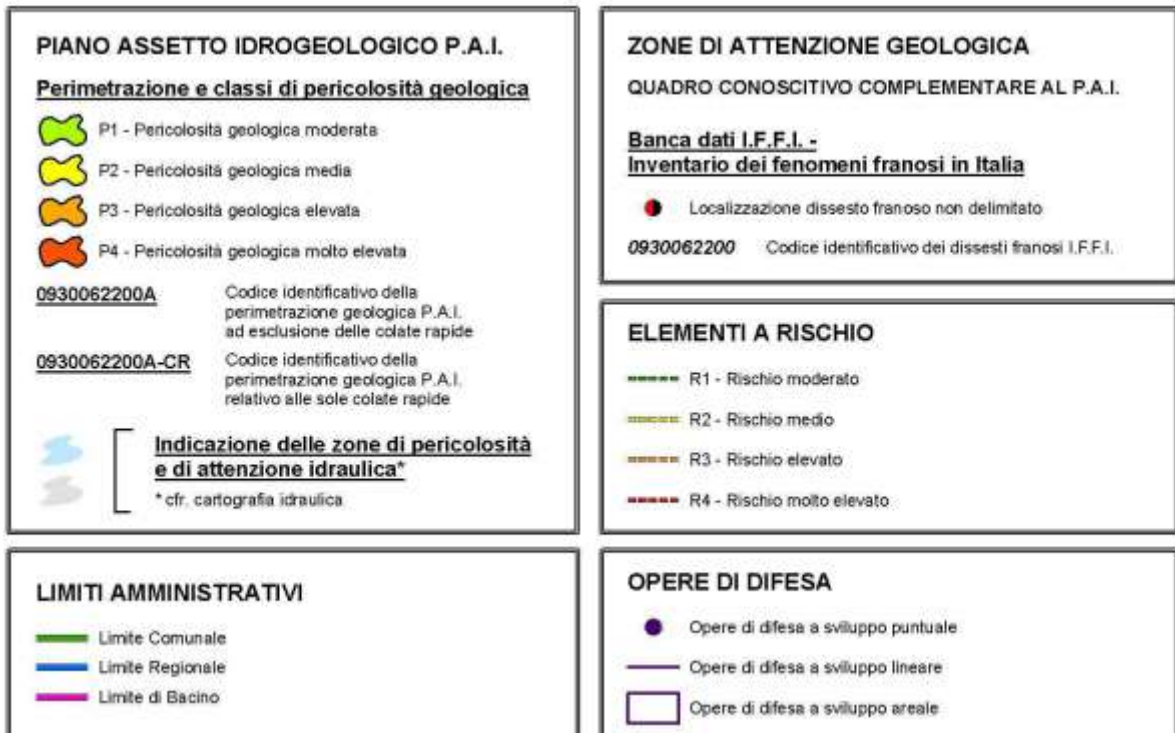 PIANO ASSETTO IDROGEOLOGICO P.A.I.
Perimetrazione e classi di pericolosità geologica
P1 - Pericolosità geologica moderata
P2 - Pericolosità geologica media
P3 - Pericolosità geologica elevata
P4 - Pericolosità geologica molto elevata
0930062200A Codice identificativo della
perimetrazione geologica P.A.I.
ad esclusione delle colate rapide
0930062200A-CR Codice identificativo della
perimetrazione geologica P.A.I.
relativo alle sole colate rapide
Indicazione delle zone di pericolosità
e di attenzione idraulica*
* cfr. cartografia idraulica
ZONE DI ATTENZIONE GEOLOGICA
QUADRO CONOSCITIVO COMPLEMENTARE AL P.A.I.
Banca dati I.F.F.I. -
Inventario dei fenomeni franosi in Italia
Localizzazione dissesto franoso non delimitato
0930062200 Codice identificativo dei dissesti franosi I.F.F.I.
ELEMENTI A RISCHIO
R1 - Rischio moderato
R2 - Rischio medio
R3 - Rischio elevato
R4 - Rischio molto elevato
LIMITI AMMINISTRATIVI
Limite Comunale
Limite Regionale
Limite di Bacino
OPERE DI DIFESA
Opere di difesa a sviluppo puntuale
Opere di difesa a sviluppo lineare
Opere di difesa a sviluppo areale